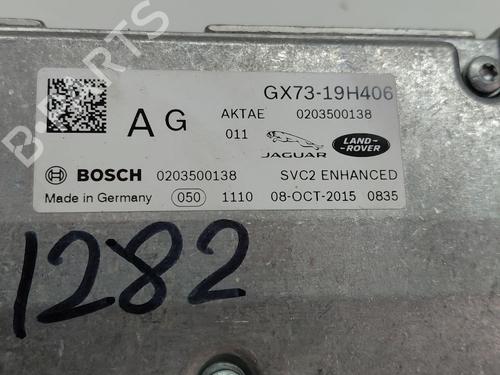 GX73-19H406
A G AKTAE 0203500138
011 JAGUAR LAND-ROVER
BOSCH 0203500138 SVC2 ENHANCED
Made in Germany 050 1110 08-OCT-2015 0835
1282
B-PARTS